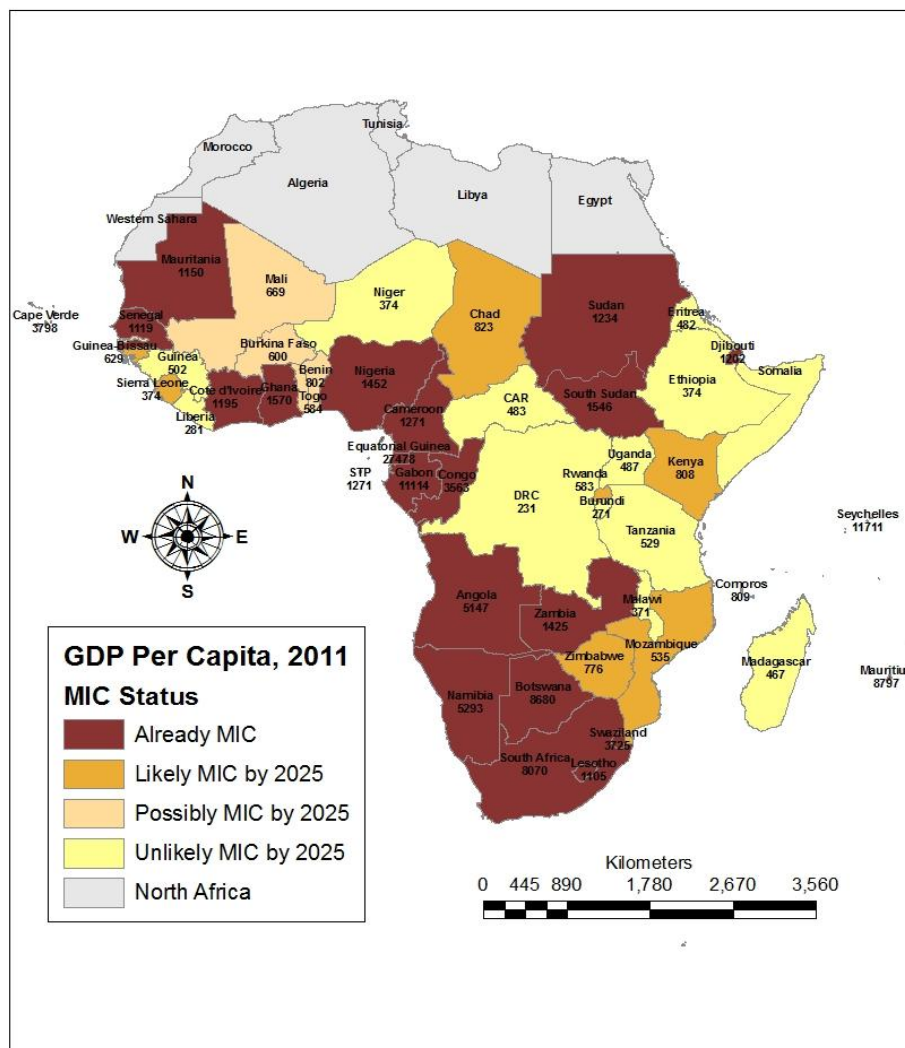 Tunisia
Morocco
Algeria
Libya
Egypt
Western Sahara
Mauritania
1150
Mali
669
Niger
374
Chad
823
Sudan
1234
Eritrea
482
Cape Verde
3798
Senegal
1119
Guinea-Bissau
629
Guinea
502
Burkina Faso
600
Benin
802
Djibouti
1202
Sierra Leone
374
Cote d'Ivoire
1195
Ghana
1570
Togo
584
Nigeria
1452
Ethiopia
374
Somalia
Liberia
281
Cameroon
1271
CAR
483
South Sudan
1546
Equatorial Guinea
27478
STP
1271
Gabon
11114
Congo
3563
DRC
231
Uganda
487
Kenya
808
Rwanda
583
Burundi
271
Tanzania
529
Seychelles
11711
Comoros
809
Angola
5147
Zambia
1425
Malawi
371
Mozambique
535
Zimbabwe
776
Madagascar
467
Mauritiu
8797
Namibia
5293
Botswana
8680
Swaziland
3725
South Africa
8070
Lesotho
1105
N
W E
S
GDP Per Capita, 2011
MIC Status
Already MIC
Likely MIC by 2025
Possibly MIC by 2025
Unlikely MIC by 2025
North Africa
Kilometers
0 445 890 1,780 2,670 3,560